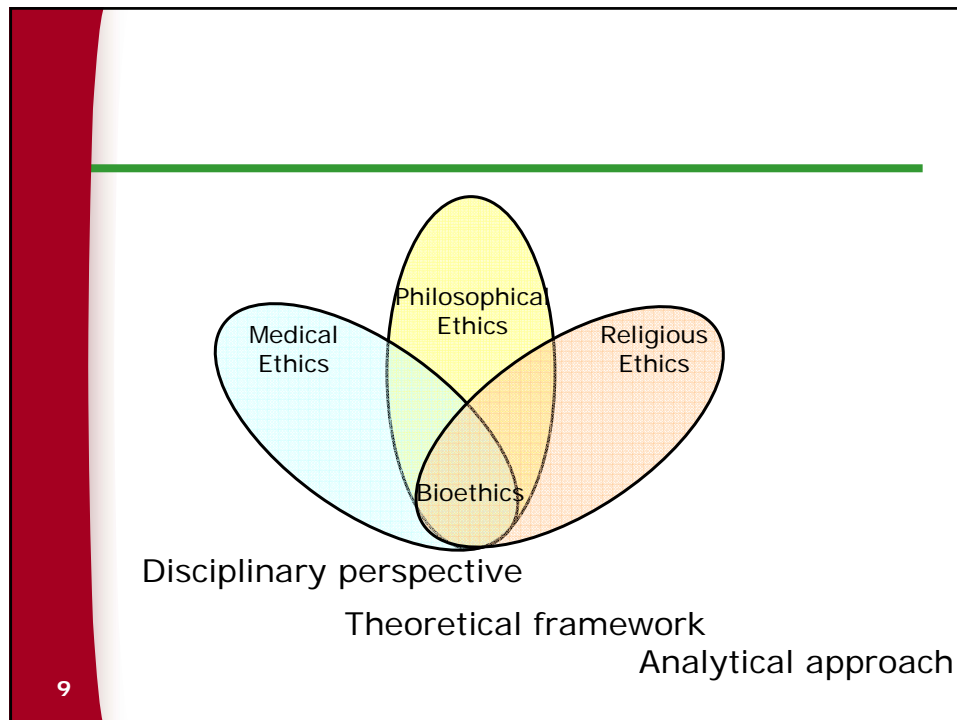 Philosophical
Ethics
Medical
Ethics
Religious
Ethics
Bioethics
Disciplinary perspective
Theoretical framework
Analytical approach
9